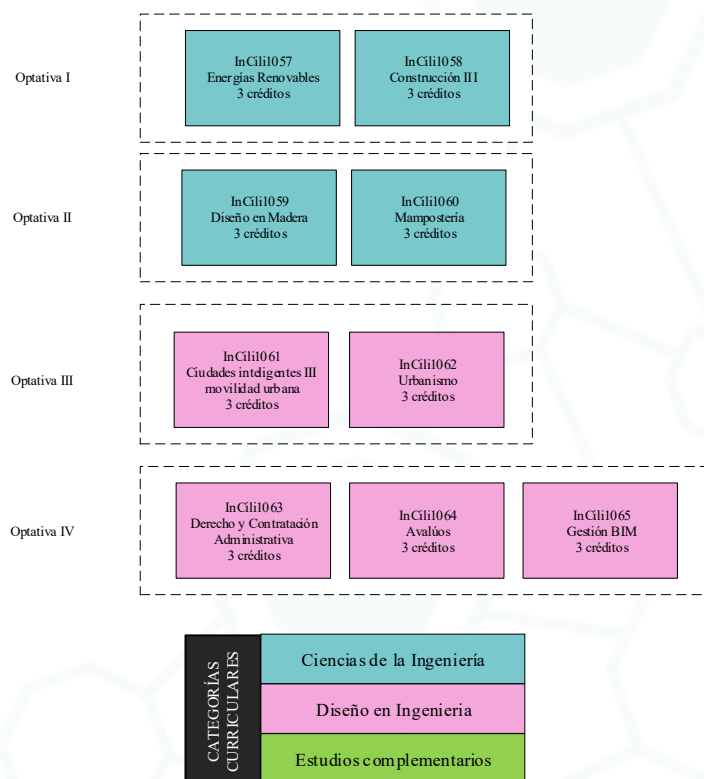 Optativa I
InCili1057
Energías Renovables
3 créditos
InCili1058
Construcción III
3 créditos
Optativa II
InCili1059
Diseño en Madera
3 créditos
InCili1060
Mampostería
3 créditos
Optativa III
InCili1061
Ciudades inteligentes III
movilidad urbana
3 créditos
InCili1062
Urbanismo
3 créditos
Optativa IV
InCili1063
Derecho y Contratación
Administrativa
3 créditos
InCili1064
Avalúos
3 créditos
InCili1065
Gestión BIM
3 créditos
CATEGORÍAS
CURRICULARES
Ciencias de la Ingeniería
Diseño en Ingenieria
Estudios complementarios